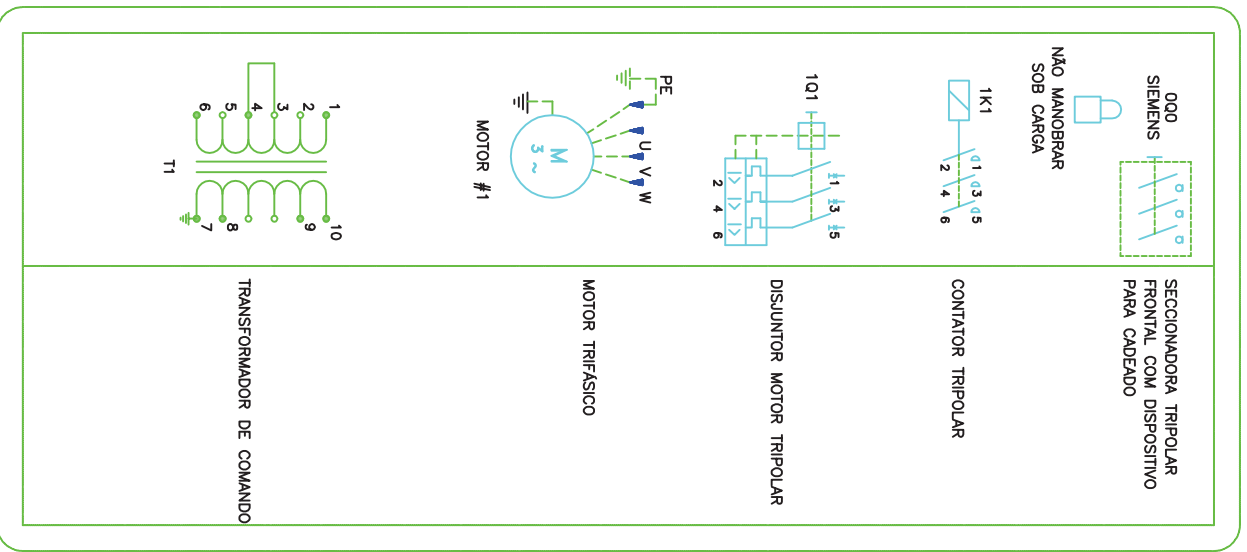 0Q0
SIEMENS
NÃO MANOBRAR
SOB CARGA
SECCIONADORA TRIPOLAR
FRONTAL COM DISPOSITIVO
PARA CADEADO
1K1
1 3 5
2 4 6
CONTATOR TRIPOLAR
1Q1
1 3 5
I> I> I>
2 4 6
DISJUNTOR MOTOR TRIPOLAR
PE
U V W
M
3 ~
MOTOR #1
MOTOR TRIFÁSICO
1
2
3
4
5
6
10
9
8
7
T1
TRANSFORMADOR DE COMANDO